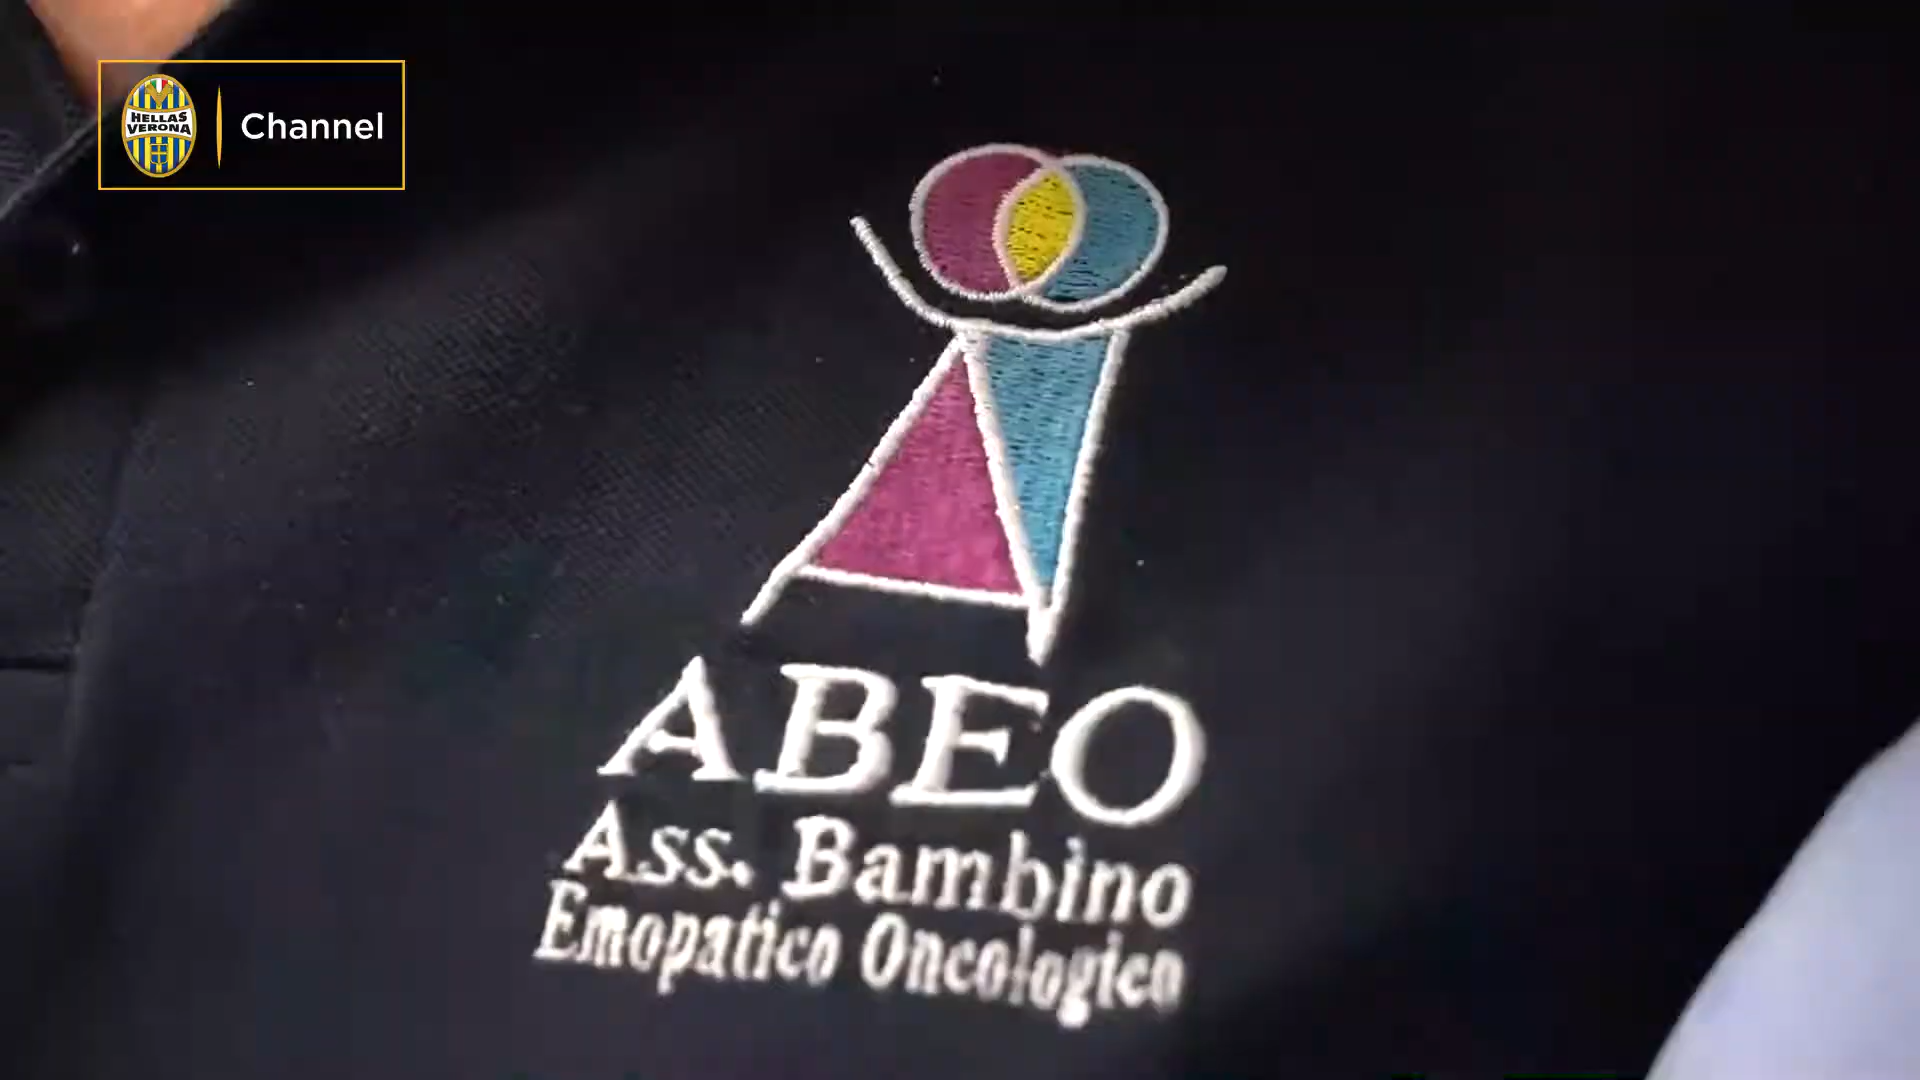 HELLAS
VERONA
Channel
ABEO
Ass. Bambino
Emopatico Oncologico